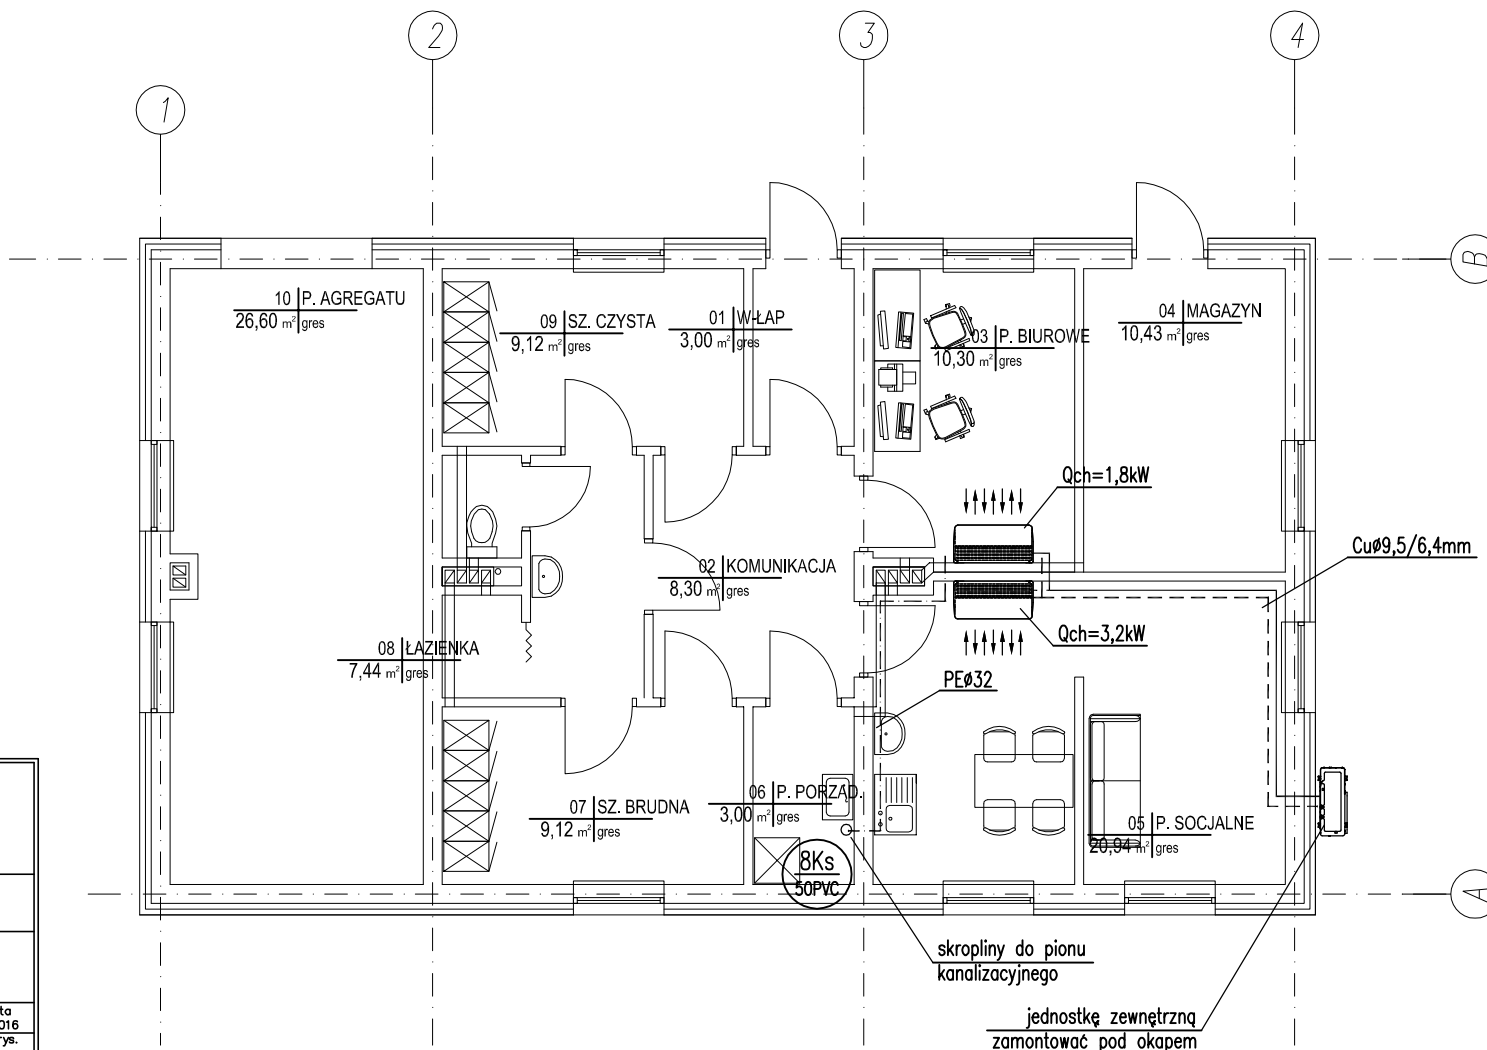 2
3
4
1
B
10 P. AGREGATU
26,60 m² gres
09 SZ. CZYSTA
9,12 m² gres
01 W-ŁAP
3,00 m² gres
03 P. BIUROWE
10,30 m² gres
04 MAGAZYN
10,43 m² gres
Qch=1,8kW
Cuø9,5/6,4mm
02 KOMUNIKACJA
8,30 m² gres
Qch=3,2kW
08 ŁAZIENKA
7,44 m² gres
PEø32
07 SZ. BRUDNA
9,12 m² gres
06 P. PORZĄD.
3,00 m² gres
05 P. SOCJALNE
20,94 m² gres
8Ks
50PVC
A
skropliny do pionu
kanalizacyjnego
jednostkę zewnętrzną
zamontować pod okapem
ta
016
rys.